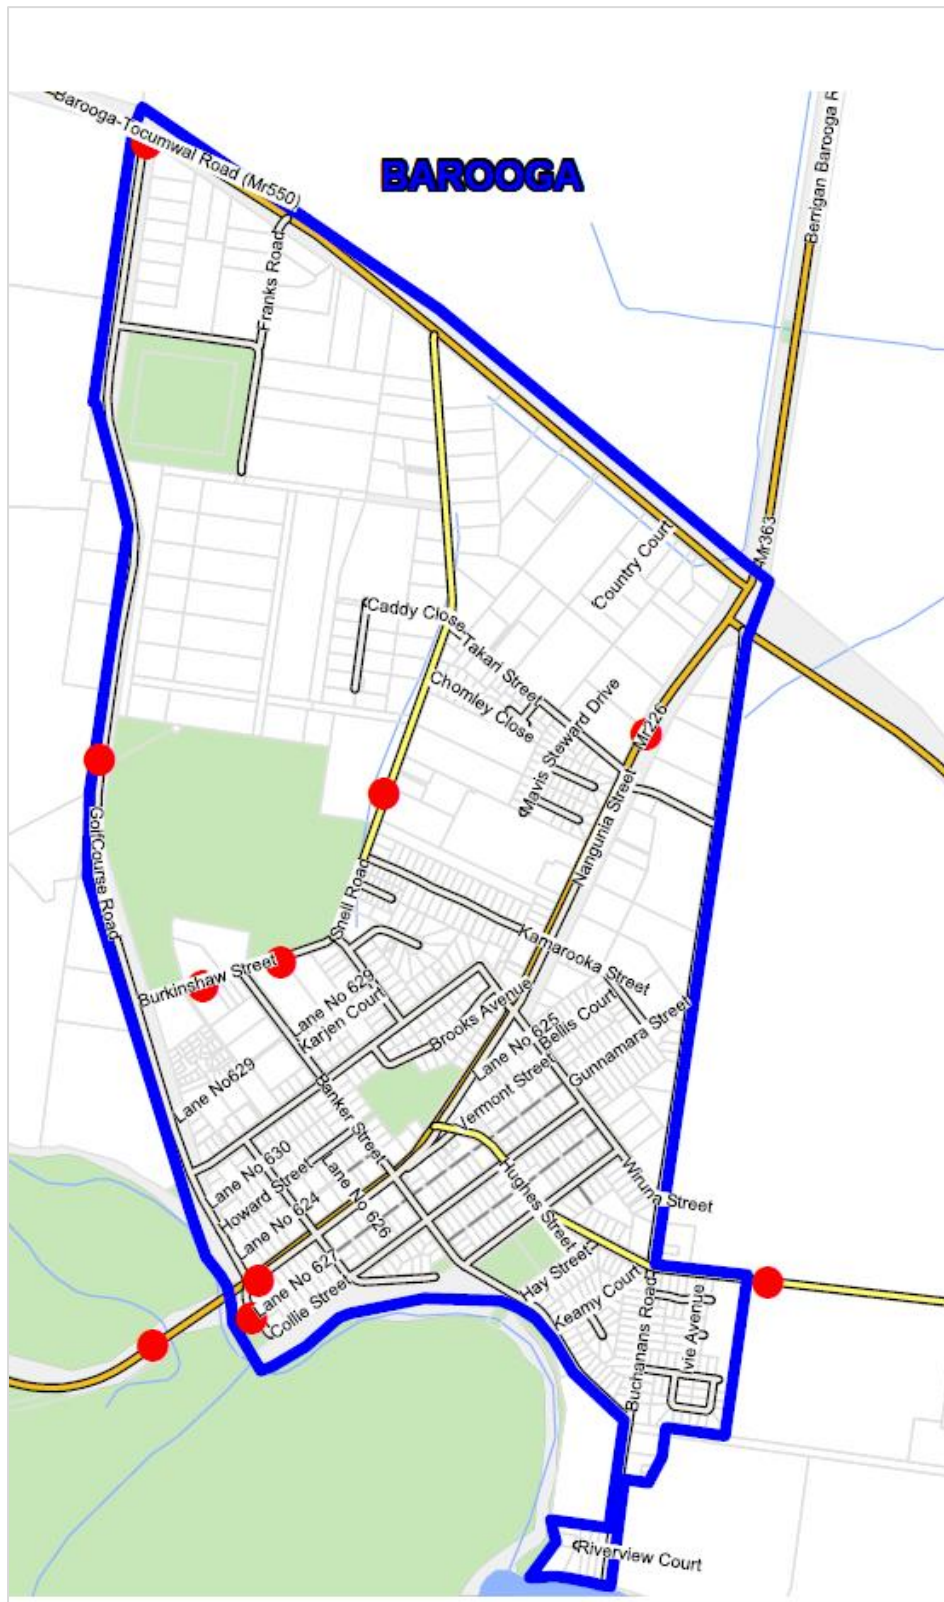 Barooga-Tocumwal Road (Mr550)
BAROOGA
Franks Road
Mr363
Country Court
Caddy Close
Takari Street
Chomley Close
Mavis Steward Drive
Mr226
Nangunia Street
GolfCourse Road
Snell Road
Kamarooka Street
Burkinshaw Street
Lane No 629
Karjen Court
Brooks Avenue
Lane No 625
Bellis Court
Gunnamara Street
Vermont Street
Lane No629
Banker Street
Lane No 630
Howard Street
Lane No 624
Lane No 626
Hughes Street
Wiruna Street
Lane No 627
Collie Street
Hay Street
Keamy Court
Buchanans Road
vie Avenue
Riverview Court
Berrigan Barooga R